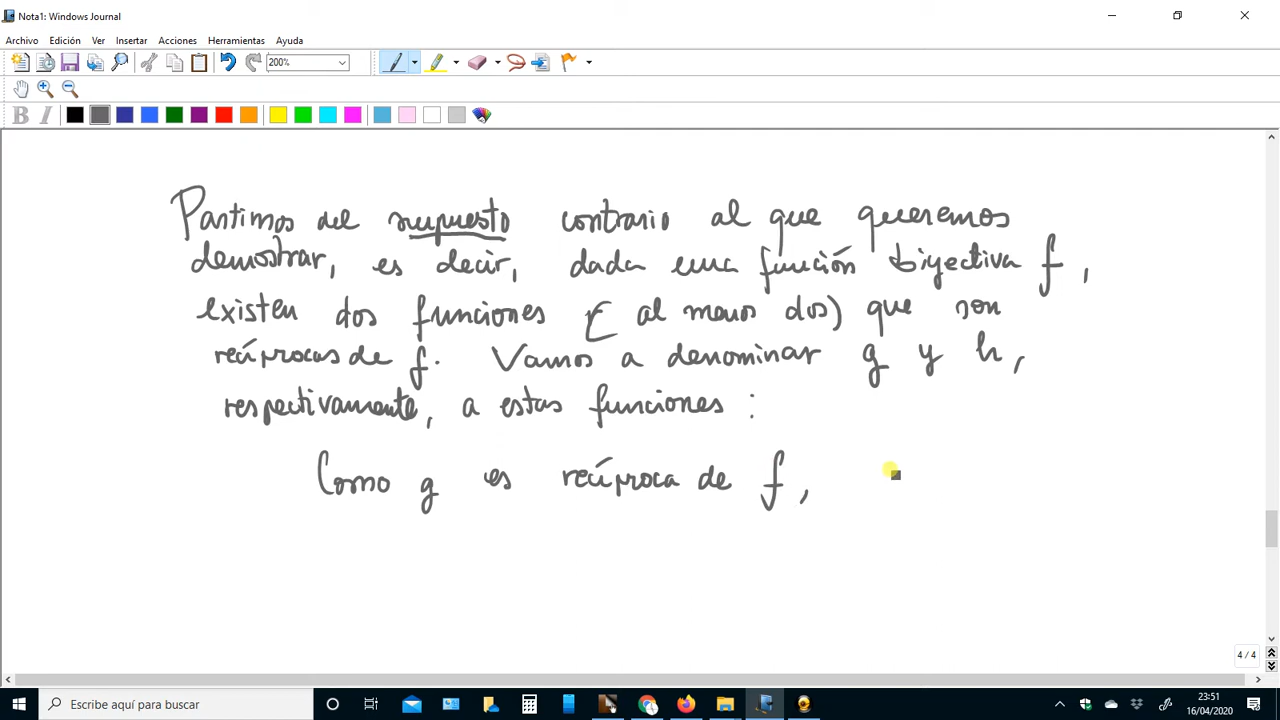 Nota1: Windows Journal
Archivo Edición Ver Insertar Acciones Herramientas Ayuda
200%
B I
Partimos del supuesto contrario al que queremos
demostrar, es decir, dada una función biyectiva f,
existen dos funciones [ al menos dos) que son
recíprocas de f. Vamos a denominar g y h,
respectivamente, a estas funciones :
Como g es recíproca de f,
4 / 4
Escribe aquí para buscar
23:51
16/04/2020